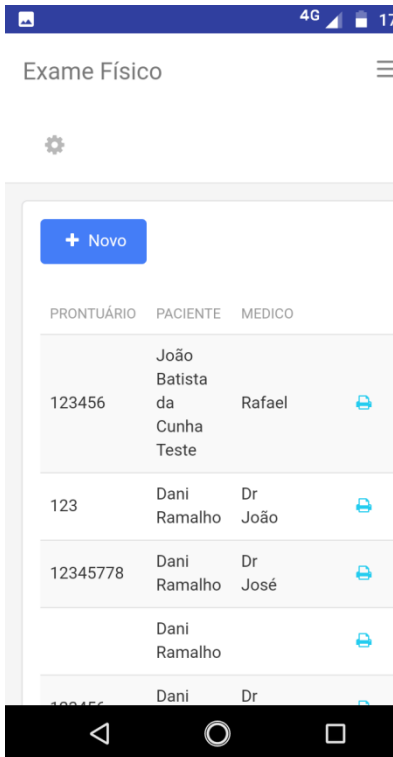 4G 17
Exame Físico
+ Novo
PRONTUÁRIO PACIENTE MEDICO
João
Batista
123456 da Rafael
Cunha
Teste
Dani Dr
123
Ramalho João
Dani Dr
12345778
Ramalho José
Dani
Ramalho
Dani Dr